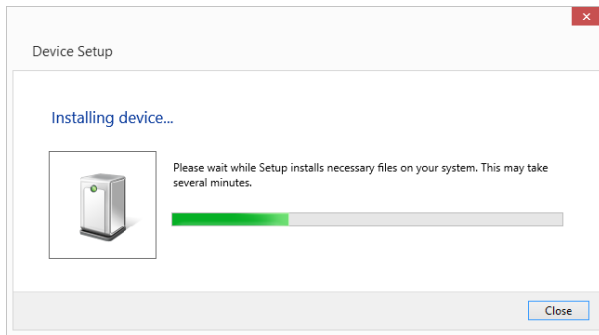 Device Setup
Installing device...
Please wait while Setup installs necessary files on your system. This may take
several minutes.
Close